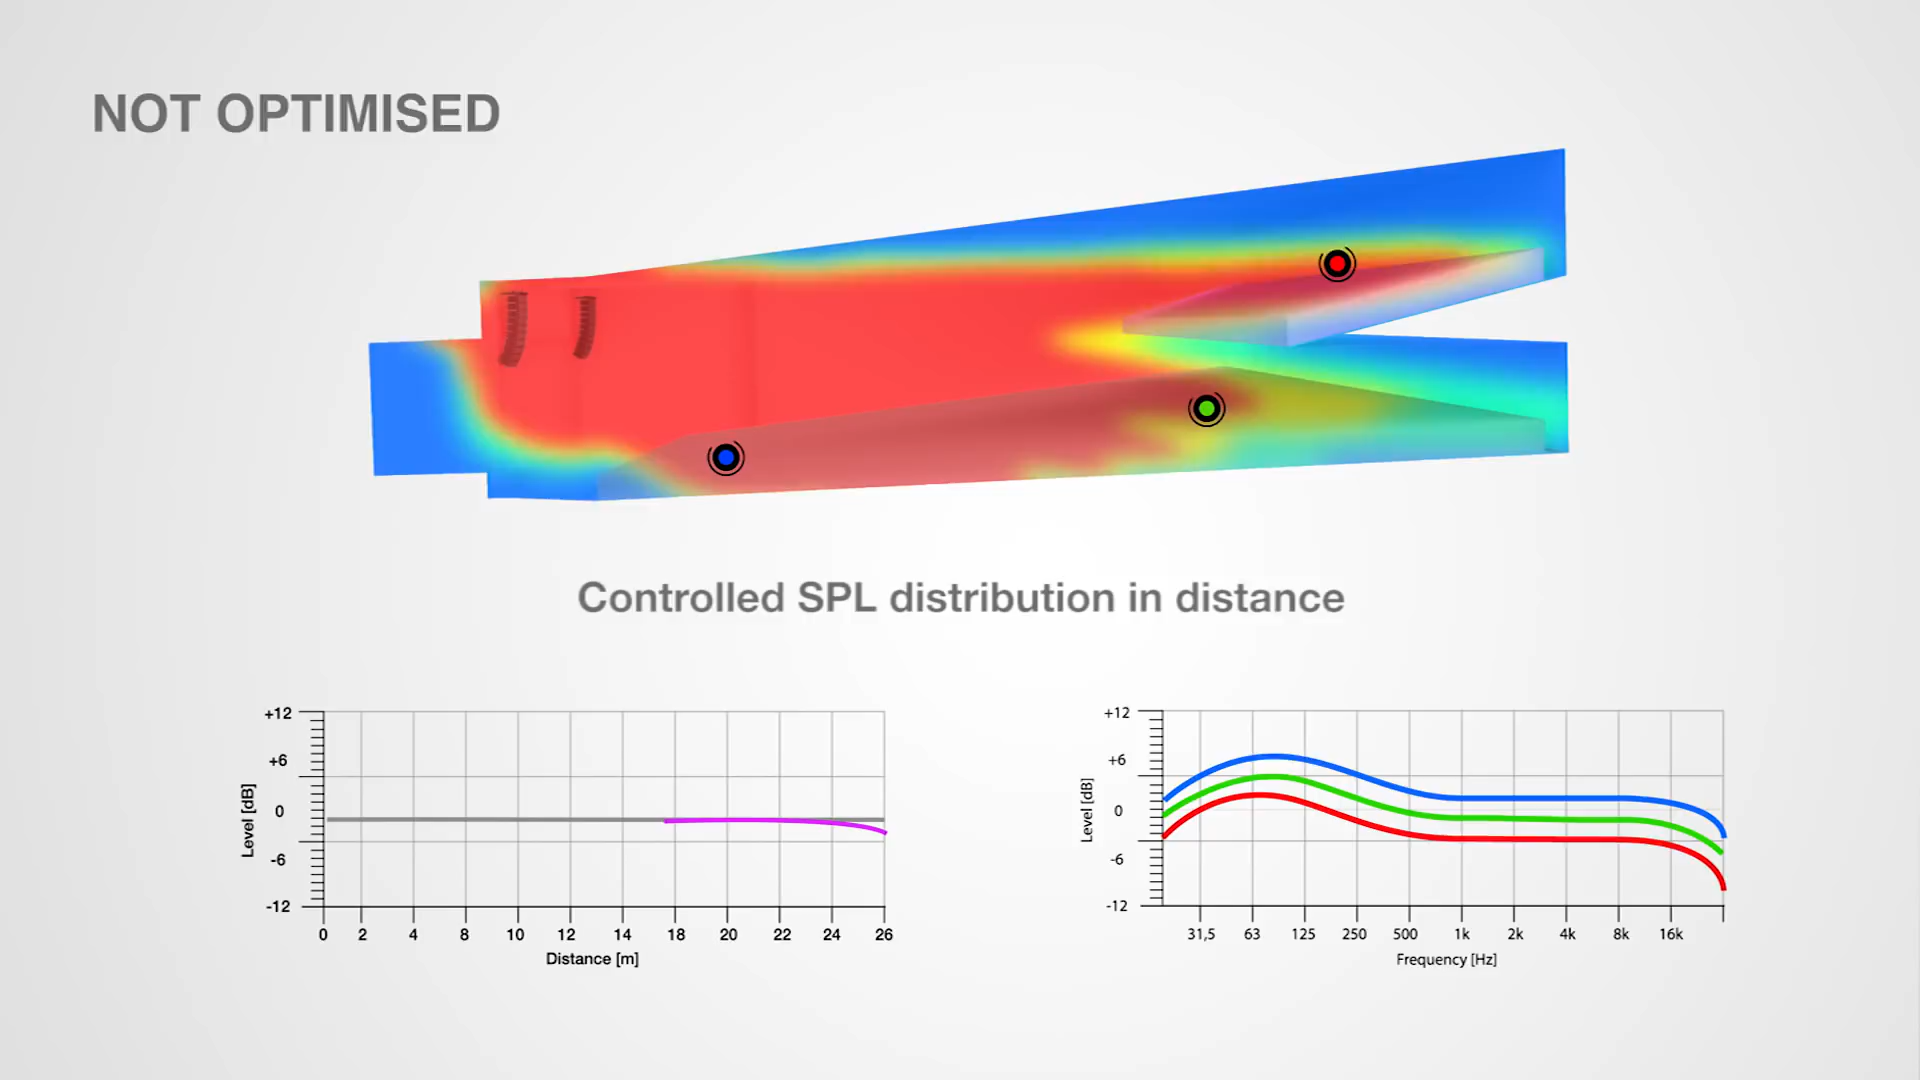 NOT OPTIMISED
Controlled SPL distribution in distance
+12
+6
0
-6
-12
Level [dB]
0 2 4 8 10 12 14 18 20 22 24 26
Distance [m]
+12
+6
0
-6
-12
Level [dB]
31,5 63 125 250 500 1k 2k 4k 8k 16k
Frequency [Hz]